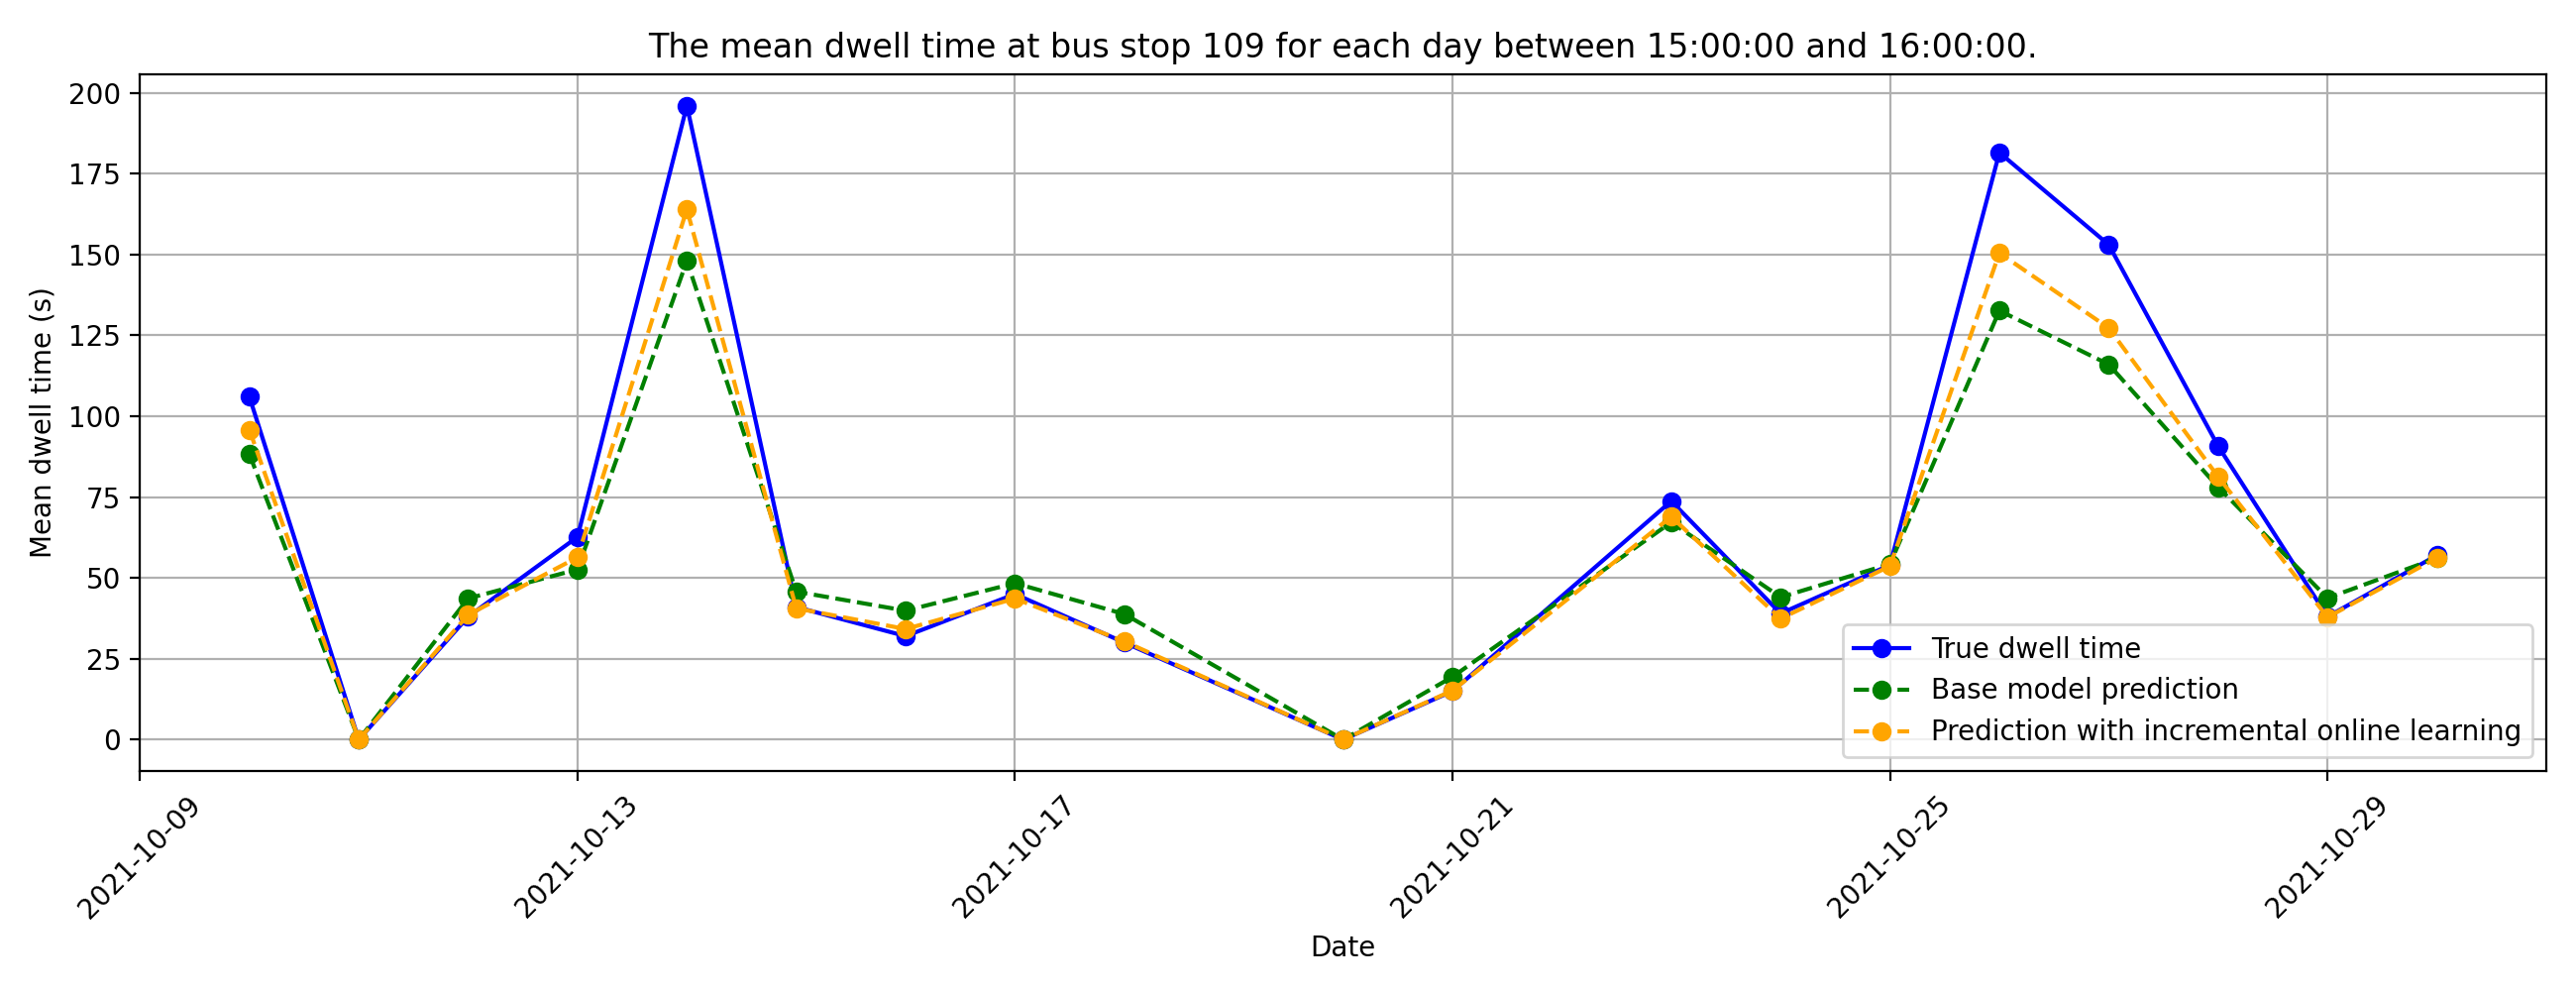 The mean dwell time at bus stop 109 for each day between 15:00:00 and 16:00:00.
Mean dwell time (s)
200
175
150
125
100
75
50
25
0
True dwell time
Base model prediction
Prediction with incremental online learning
2021-10-09
2021-10-13
2021-10-17
2021-10-21
2021-10-25
2021-10-29
Date